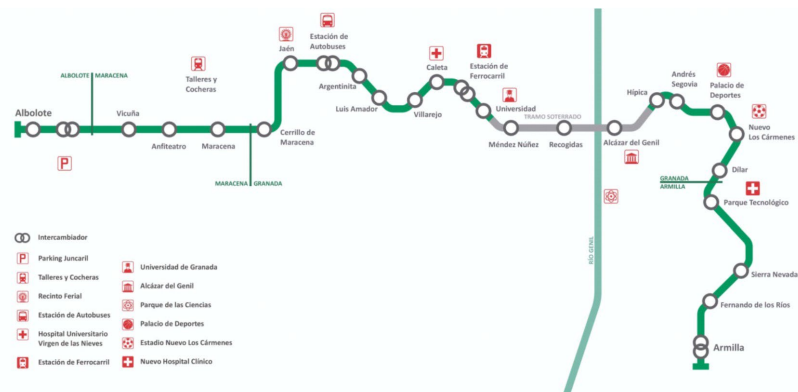 Jaén
Estación de
Autobuses
Argentinita
Luis Amador
Villarejo
Caleta
Estación de
Ferrocarril
Universidad
TRAMO SOTERRADO
Méndez Núñez
Recogidas
Alcázar del Genil
Hípica
Andrés
Segovia
Palacio de
Deportes
Nuevo
Los Cármenes
Dílar
GRANADA
ARMILLA
Parque Tecnológico
Sierra Nevada
Fernando de los Ríos
Armilla
RÍO GENIL
ALBOLOTE
MARACENA
Talleres y
Cocheras
Albolote
Vicuña
Anfiteatro
Maracena
Cerrillo de
Maracena
MARACENA
GRANADA
P
Intercambiador
P
Parking Juncaril
Talleres y Cocheras
Recinto Ferial
Estación de Autobuses
Hospital Universitario
Virgen de las Nieves
Estación de Ferrocarril
Universidad de Granada
Alcázar del Genil
Parque de las Ciencias
Palacio de Deportes
Estadio Nuevo Los Cármenes
Nuevo Hospital Clínico